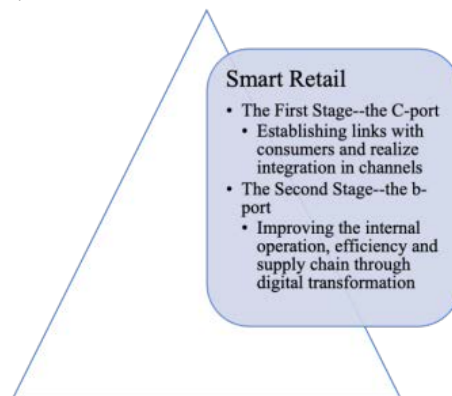 Smart Retail
• The First Stage--the C-port
• Establishing links with
consumers and realize
integration in channels
• The Second Stage--the b-
port
• Improving the internal
operation, efficiency and
supply chain through
digital transformation